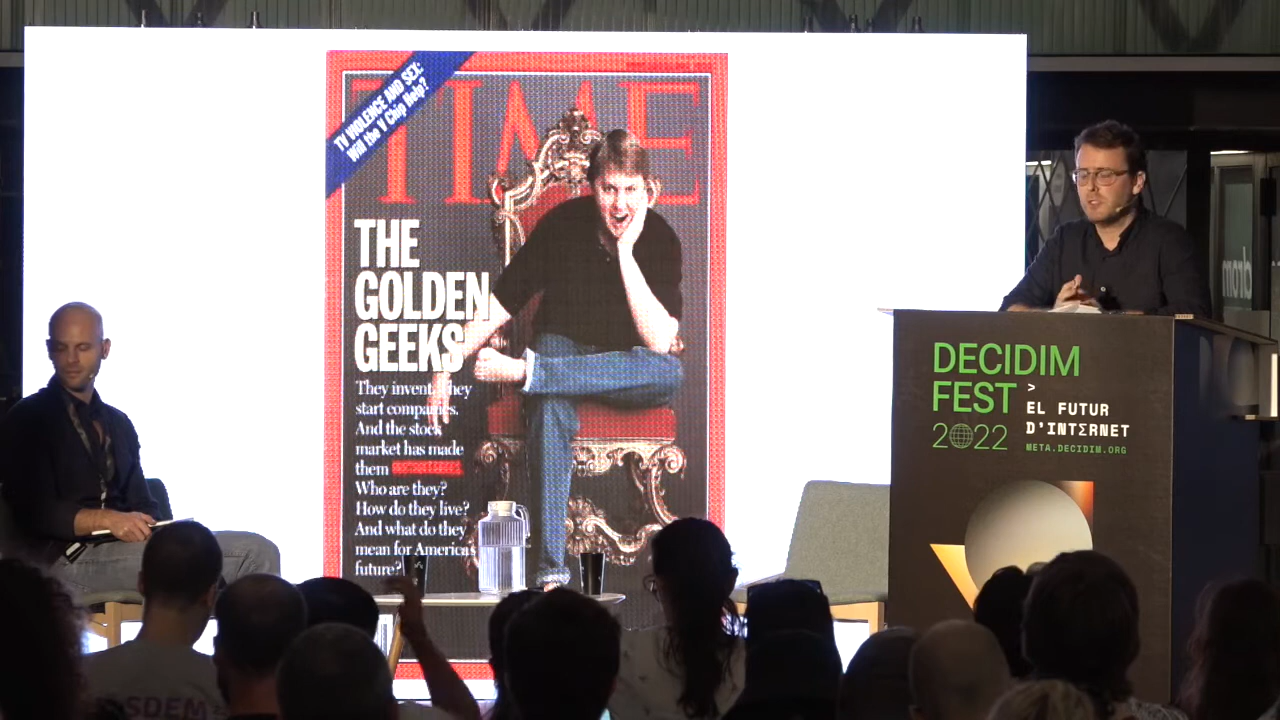 TV VIOLENCE AND SEX:
Will the V Chip Help?
TIME
THE
GOLDEN
GEEKS
They invent. They
start companies.
And the stock
market has made
them
Who are they?
How do they live?
And what do they
mean for America's
future?
DECIDIM
FEST
2022
>
EL FUTUR
D'INTERNET
META.DECIDIM.ORG